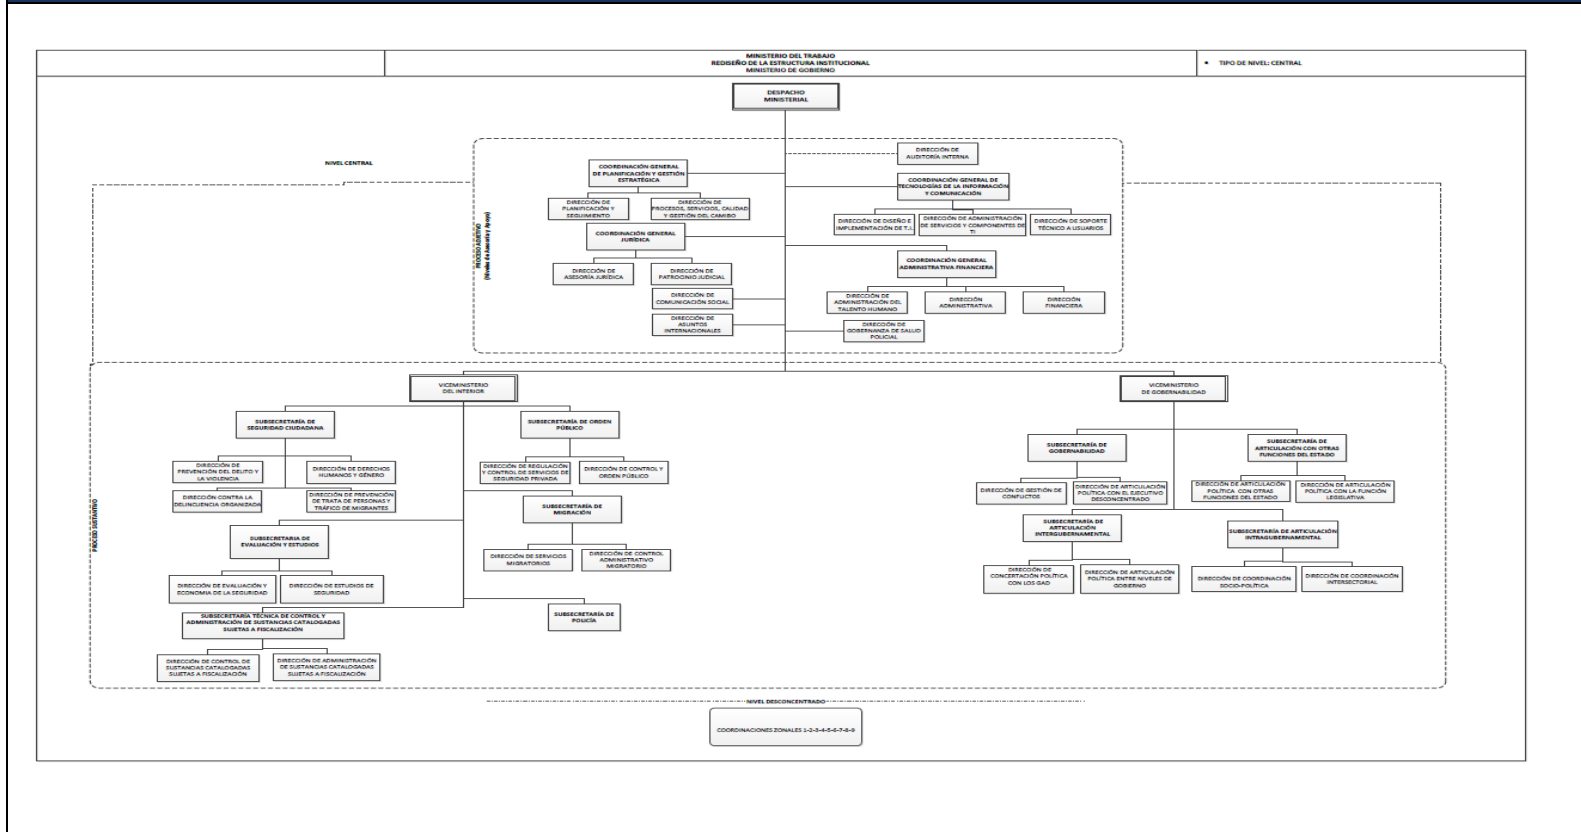 MINISTERIO DEL TRABAJO
REDISEÑO DE LA ESTRUCTURA INSTITUCIONAL
MINISTERIO DE GOBIERNO
• TIPO DE NIVEL: CENTRAL
DESPACHO
MINISTERIAL
NIVEL CENTRAL
PROCESO ADJETIVO
(Niveles de Asesoría y Apoyo)
DIRECCIÓN DE
AUDITORÍA INTERNA
COORDINACIÓN GENERAL
DE PLANIFICACIÓN Y GESTIÓN
ESTRATÉGICA
COORDINACIÓN GENERAL DE
TECNOLOGÍAS DE LA INFORMACIÓN
Y COMUNICACIÓN
DIRECCIÓN DE
PLANIFICACIÓN Y
SEGUIMIENTO
DIRECCIÓN DE
PROCESOS, SERVICIOS, CALIDAD
Y GESTIÓN DEL CAMIBO
DIRECCIÓN DE DISEÑO E
IMPLEMENTACIÓN DE T.I.
DIRECCIÓN DE ADMINISTRACIÓN
DE SERVICIOS Y COMPONENTES DE
TI
DIRECCIÓN DE SOPORTE
TÉCNICO A USUARIOS
COORDINACIÓN GENERAL
JURÍDICA
COORDINACIÓN GENERAL
ADMINISTRATIVA FINANCIERA
DIRECCIÓN DE
ASESORÍA JURÍDICA
DIRECCIÓN DE
PATROCINIO JUDICIAL
DIRECCIÓN DE
COMUNICACIÓN SOCIAL
DIRECCIÓN DE
ADMINISTRACIÓN DEL
TALENTO HUMANO
DIRECCIÓN
ADMINISTRATIVA
DIRECCIÓN
FINANCIERA
DIRECCIÓN DE
ASUNTOS
INTERNACIONALES
DIRECCIÓN DE
GOBERNANZA DE SALUD
POLICIAL
PROCESO SUSTANTIVO
VICEMINISTERIO
DEL INTERIOR
VICEMINISTERIO
DE GOBERNABILIDAD
SUBSECRETARÍA DE
SEGURIDAD CIUDADANA
SUBSECRETARÍA DE ORDEN
PÚBLICO
SUBSECRETARÍA DE
GOBERNABILIDAD
SUBSECRETARÍA DE
ARTICULACIÓN CON OTRAS
FUNCIONES DEL ESTADO
DIRECCIÓN DE
PREVENCIÓN DEL DELITO Y
LA VIOLENCIA
DIRECCIÓN DE DERECHOS
HUMANOS Y GÉNERO
DIRECCIÓN DE REGULACIÓN
Y CONTROL DE SERVICIOS DE
SEGURIDAD PRIVADA
DIRECCIÓN DE CONTROL Y
ORDEN PÚBLICO
DIRECCIÓN CONTRA LA
DELINCUENCIA ORGANIZADA
DIRECCIÓN DE PREVENCIÓN
DE TRATA DE PERSONAS Y
TRÁFICO DE MIGRANTES
DIRECCIÓN DE GESTIÓN DE
CONFLICTOS
DIRECCIÓN DE ARTICULACIÓN
POLÍTICA CON EL EJECUTIVO
DESCONCENTRADO
DIRECCIÓN DE ARTICULACIÓN
POLÍTICA CON OTRAS
FUNCIONES DEL ESTADO
DIRECCIÓN DE ARTICULACIÓN
POLÍTICA CON LA FUNCIÓN
LEGISLATIVA
SUBSECRETARÍA DE
MIGRACIÓN
SUBSECRETARÍA DE
ARTICULACIÓN
INTERGUBERNAMENTAL
SUBSECRETARÍA DE ARTICULACIÓN
INTRAGUBERNAMENTAL
SUBSECRETARIA DE
EVALUACIÓN Y ESTUDIOS
DIRECCIÓN DE SERVICIOS
MIGRATORIOS
DIRECCIÓN DE CONTROL
ADMINISTRATIVO
MIGRATORIO
DIRECCIÓN DE
CONCERTACIÓN POLÍTICA
CON LOS GAD
DIRECCIÓN DE ARTICULACIÓN
POLÍTICA ENTRE NIVELES DE
GOBIERNO
DIRECCIÓN DE COORDINACIÓN
SOCIO-POLÍTICA
DIRECCIÓN DE COORDINACIÓN
INTERSECTORIAL
DIRECCIÓN DE EVALUACIÓN Y
ECONOMIA DE LA SEGURIDAD
DIRECCIÓN DE ESTUDIOS DE
SEGURIDAD
SUBSECRETARÍA TÉCNICA DE CONTROL Y
ADMINISTRACIÓN DE SUSTANCIAS CATALOGADAS
SUJETAS A FISCALIZACIÓN
SUBSECRETARÍA DE
POLICÍA
DIRECCIÓN DE CONTROL DE
SUSTANCIAS CATALOGADAS
SUJETAS A FISCALIZACIÓN
DIRECCIÓN DE ADMINISTRACIÓN
DE SUSTANCIAS CATALOGADAS
SUJETAS A FISCALIZACIÓN
NIVEL DESCONCENTRADO
COORDINACIONES ZONALES 1-2-3-4-5-6-7-8-9